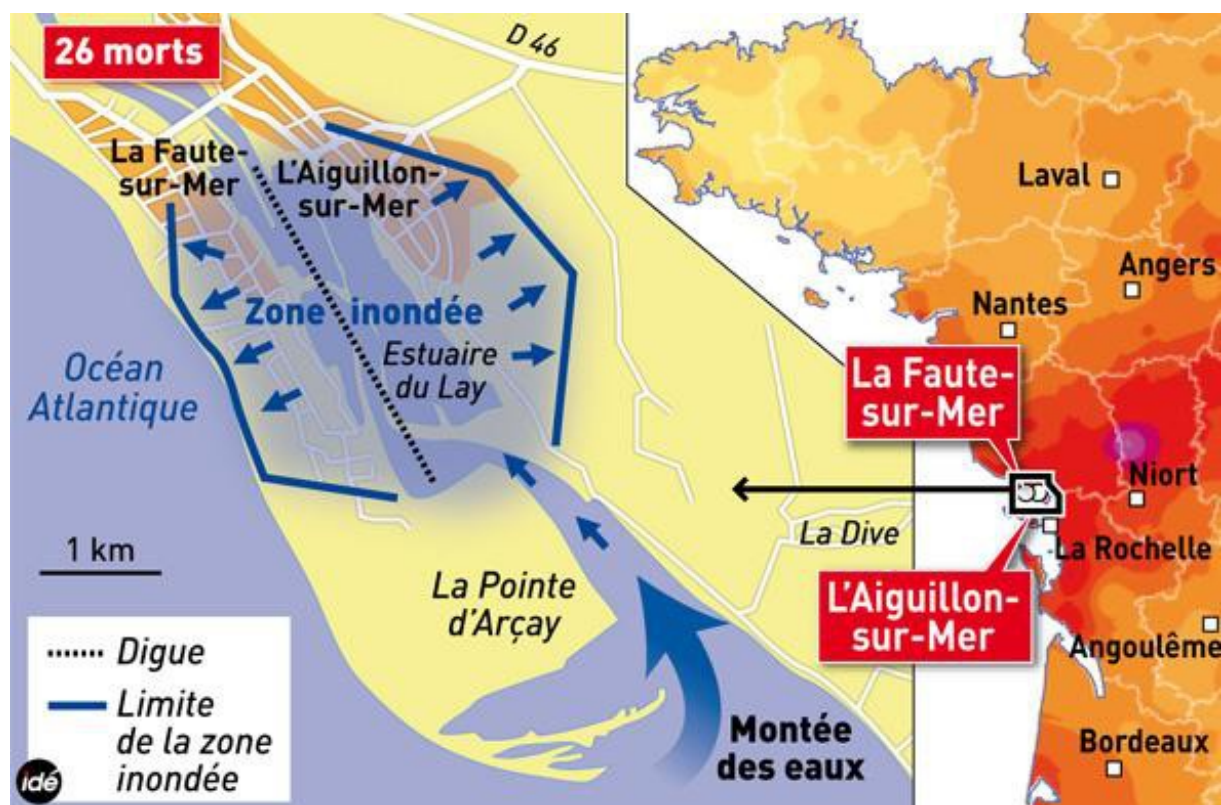 26 morts
D 46
La Faute-
sur-Mer
L'Aiguillon-
sur-Mer
Zone inondée
Estuaire
du Lay
Océan
Atlantique
1 km
La Pointe
d'Arçay
La Dive
Montée
des eaux
Digue
Limite
de la zone
inondée
idé
Laval
Angers
Nantes
La Faute-
sur-Mer
Niort
La Rochelle
L'Aiguillon-
sur-Mer
Angoulême
Bordeaux